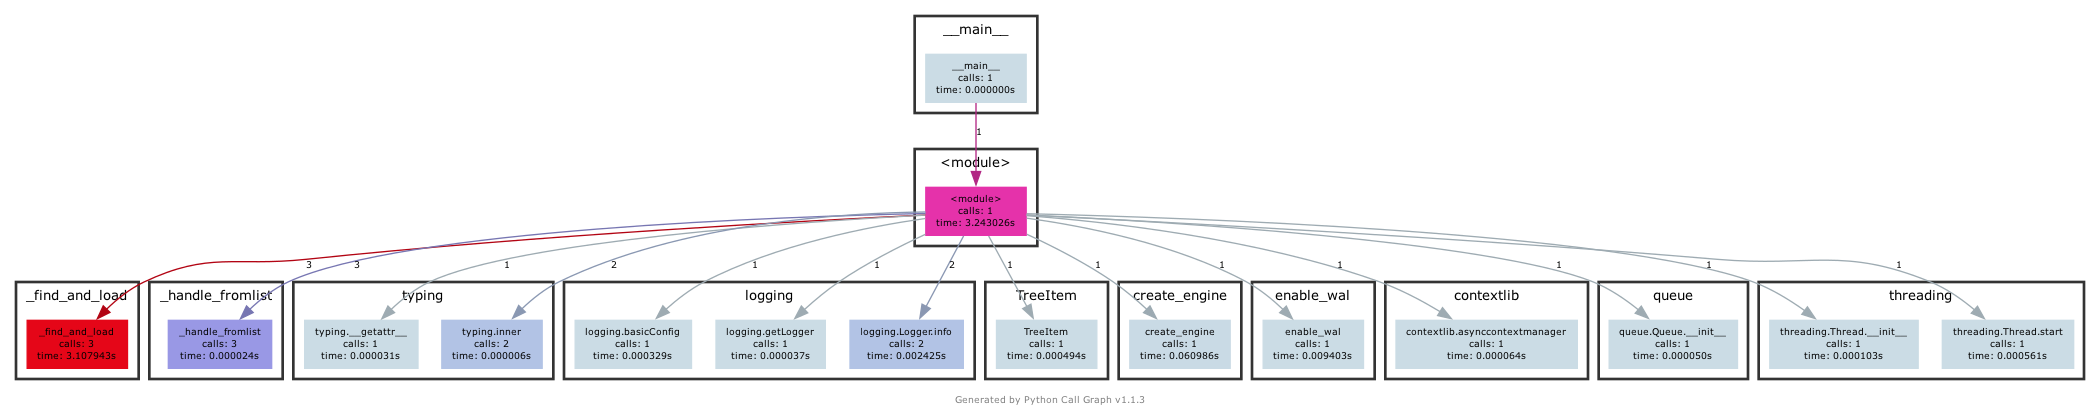 __main__
__main__
calls: 1
time: 0.000000s
1
<module>
<module>
calls: 1
time: 3.243026s
3
3
1
2
1
1
2
1
1
1
1
1
1
1
_find_and_load
_find_and_load
calls: 3
time: 3.107943s
_handle_fromlist
_handle_fromlist
calls: 3
time: 0.000024s
typing
typing.__getattr__
calls: 1
time: 0.000031s
typing.inner
calls: 2
time: 0.000006s
logging
logging.basicConfig
calls: 1
time: 0.000329s
logging.getLogger
calls: 1
time: 0.000037s
logging.Logger.info
calls: 2
time: 0.002425s
TreeItem
TreeItem
calls: 1
time: 0.000494s
create_engine
create_engine
calls: 1
time: 0.060986s
enable_wal
enable_wal
calls: 1
time: 0.009403s
contextlib
contextlib.asynccontextmanager
calls: 1
time: 0.000064s
queue
queue.Queue.__init__
calls: 1
time: 0.000050s
threading
threading.Thread.__init__
calls: 1
time: 0.000103s
threading.Thread.start
calls: 1
time: 0.000561s
Generated by Python Call Graph v1.1.3